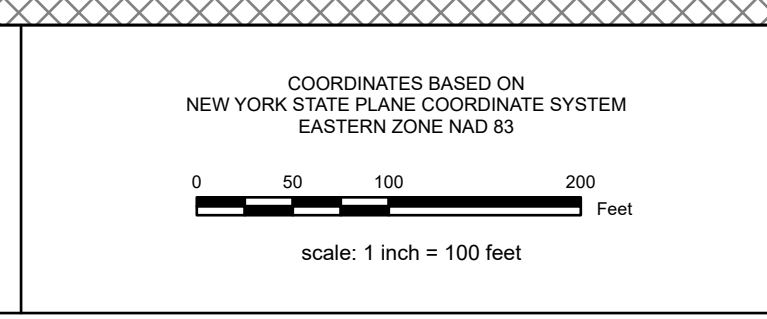 COORDINATES BASED ON
NEW YORK STATE PLANE COORDINATE SYSTEM
EASTERN ZONE NAD 83
0 50 100 200
Feet
scale: 1 inch = 100 feet